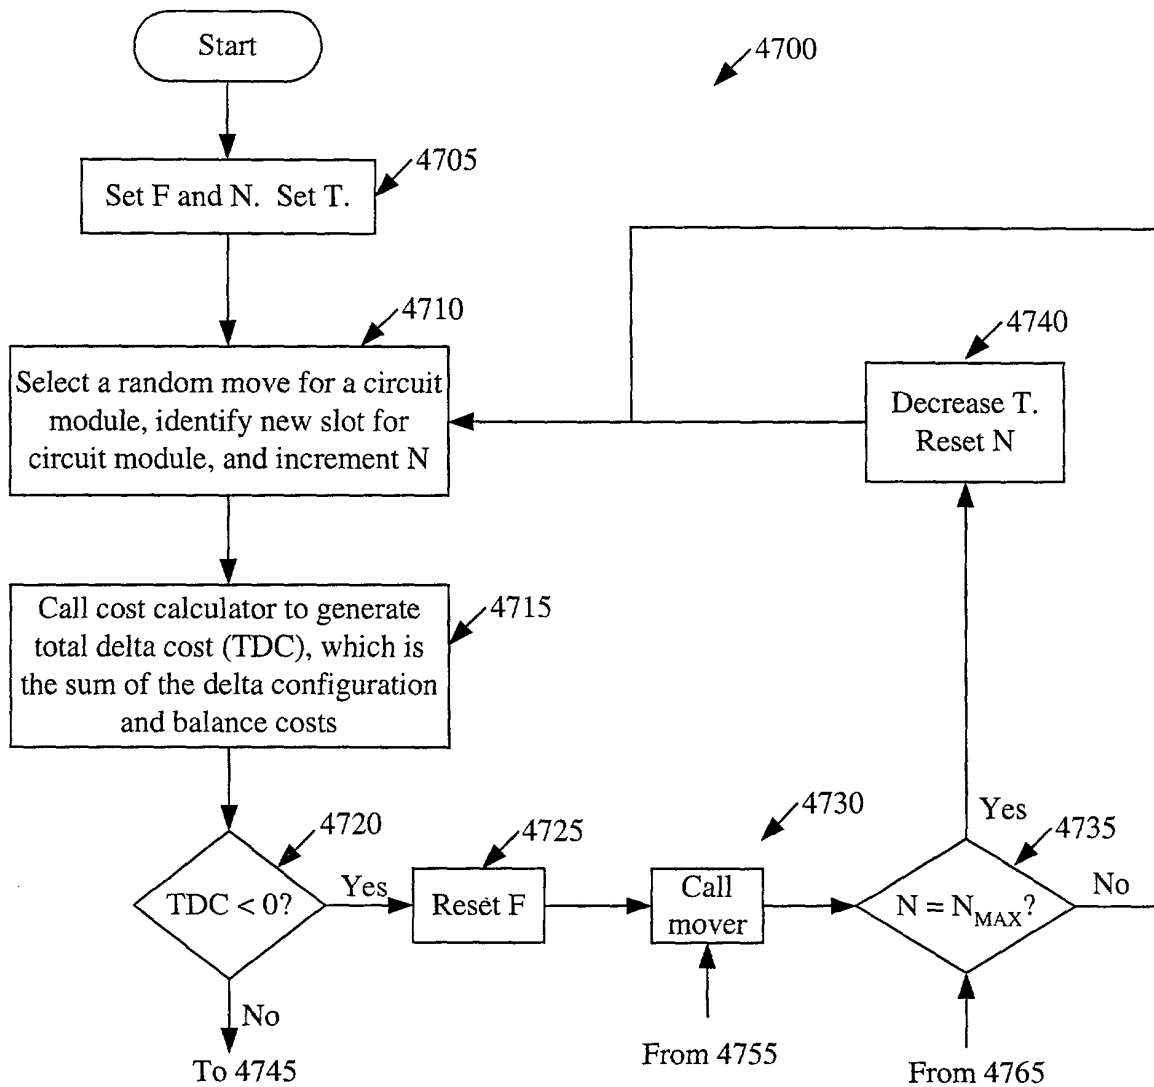 Start
4700
4705
Set F and N.  Set T.
4710
Select a random move for a circuit
module, identify new slot for
circuit module, and increment N
4740
Decrease T.
Reset N
4715
Call cost calculator to generate
total delta cost (TDC), which is
the sum of the delta configuration
and balance costs
4720
TDC < 0?
Yes
No
To 4745
4725
Reset F
4730
Call
mover
From 4755
4735
N = N_MAX?
Yes
No
From 4765